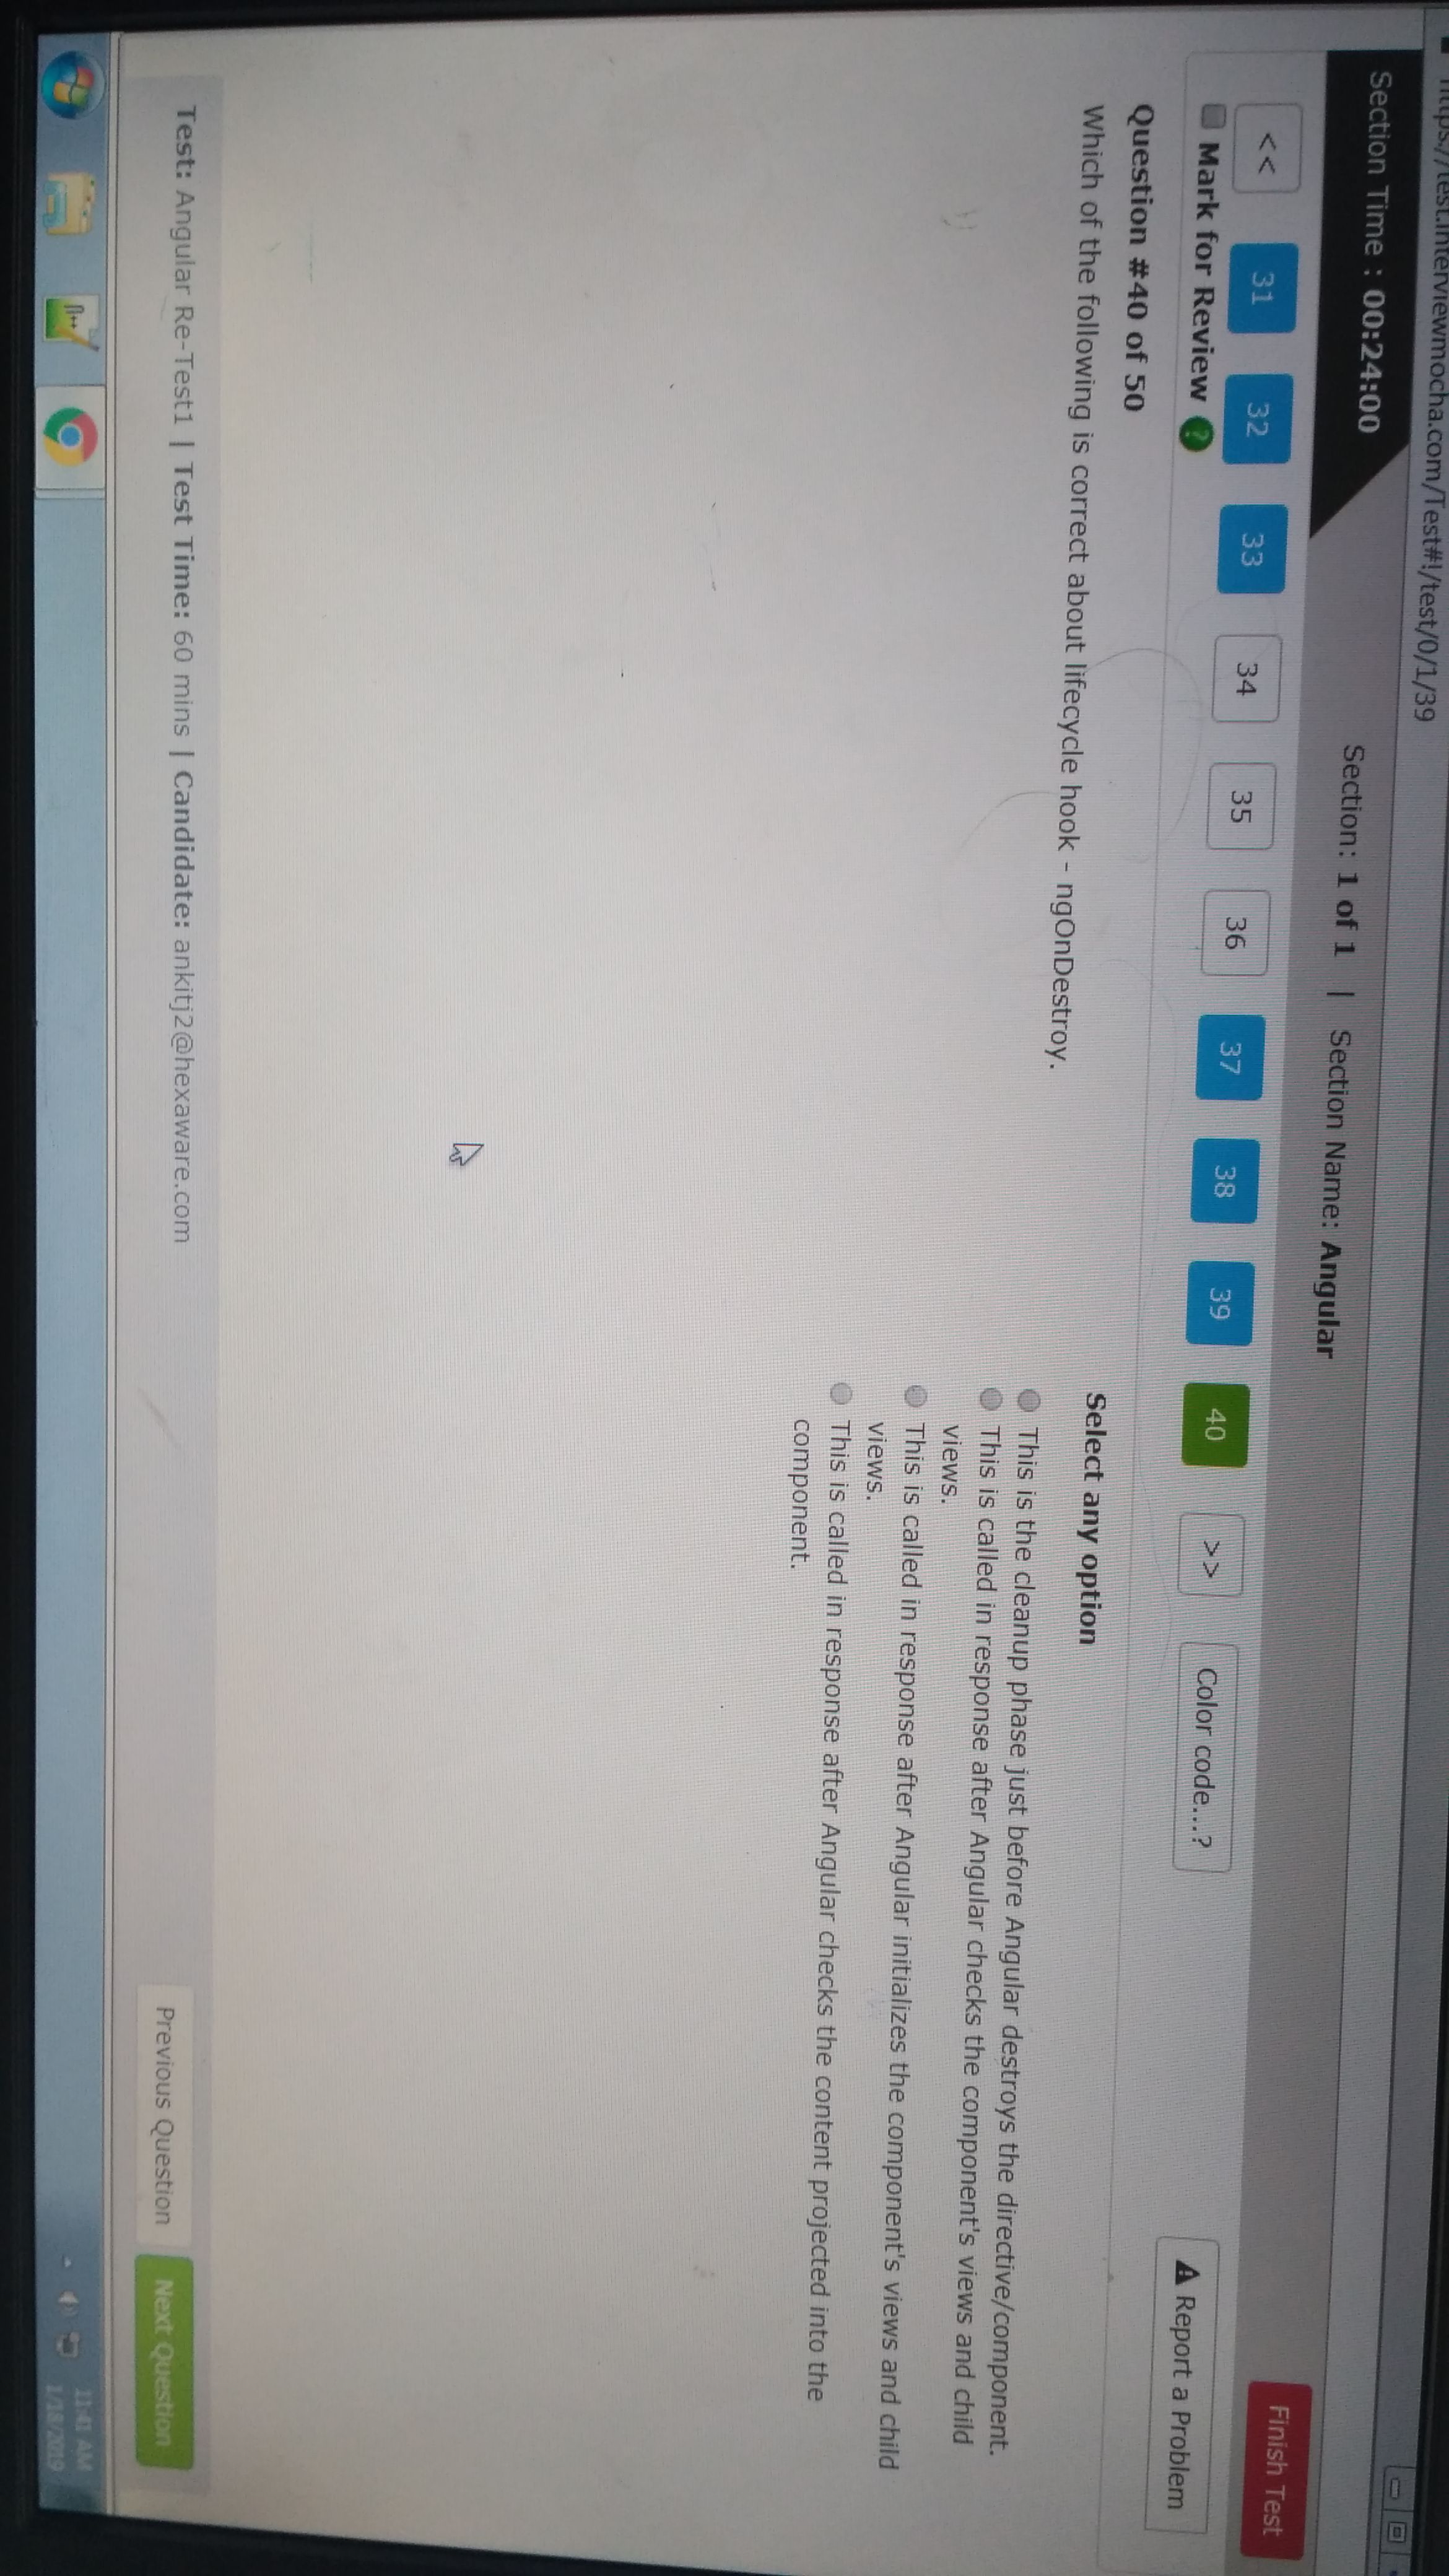 https://test.interviewmocha.com/Test#!/test/0/1/39
Section Time : 00:24:00
Section: 1 of 1 | Section Name: Angular
Finish Test
<< 31 32 33 34 35 36 37 38 39 40 >> Color code...?
Mark for Review ?
Report a Problem
Question #40 of 50
Which of the following is correct about lifecycle hook - ngOnDestroy.
Select any option
This is the cleanup phase just before Angular destroys the directive/component.
This is called in response after Angular checks the component's views and child
views.
This is called in response after Angular initializes the component's views and child
views.
This is called in response after Angular checks the content projected into the
component.
Test: Angular Re-Test1 | Test Time: 60 mins | Candidate: ankitj2@hexaware.com
Previous Question
Next Question
11:41 AM
1/18/2019